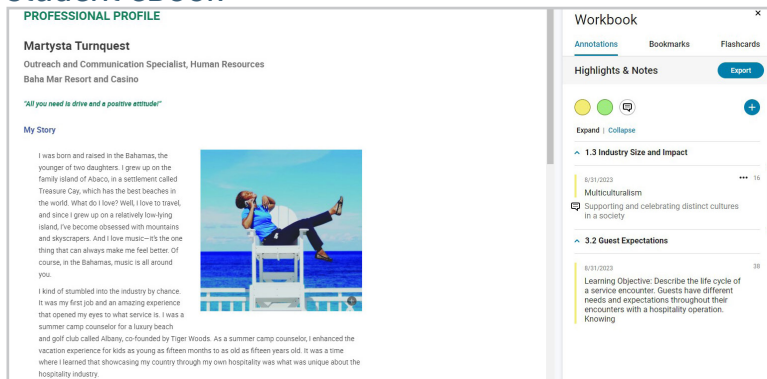 Student eBook
PROFESSIONAL PROFILE
Martysta Turnquest
Outreach and Communication Specialist, Human Resources
Baha Mar Resort and Casino
"All you need is drive and a positive attitude!"
My Story
I was born and raised in the Bahamas, the
younger of two daughters. I grew up on the
family island of Abaco, in a settlement called
Treasure Cay, which has the best beaches in
the world. What do I love? Well, I love to travel,
and since I grew up on a relatively low-lying
island, I've become obsessed with mountains
and skyscrapers. And I love music—it's the one
thing that can always make me feel better. Of
course, in the Bahamas, music is all around
you.
I kind of stumbled into the industry by chance.
It was my first job and an amazing experience
that opened my eyes to what service is. I was a
summer camp counselor for a luxury beach
and golf club called Albany, co-founded by Tiger Woods. As a summer camp counselor, I enhanced the
vacation experience for kids as young as fifteen months to as old as fifteen years old. It was a time
where I learned that showcasing my country through my own hospitality was what was unique about the
hospitality industry.
Workbook
Annotations Bookmarks Flashcards
Highlights & Notes Export
Expand | Collapse
1.3 Industry Size and Impact
8/31/2023 ••• 16
Multiculturalism
Supporting and celebrating distinct cultures
in a society
3.2 Guest Expectations
8/31/2023 38
Learning Objective: Describe the life cycle of
a service encounter. Guests have different
needs and expectations throughout their
encounters with a hospitality operation.
Knowing